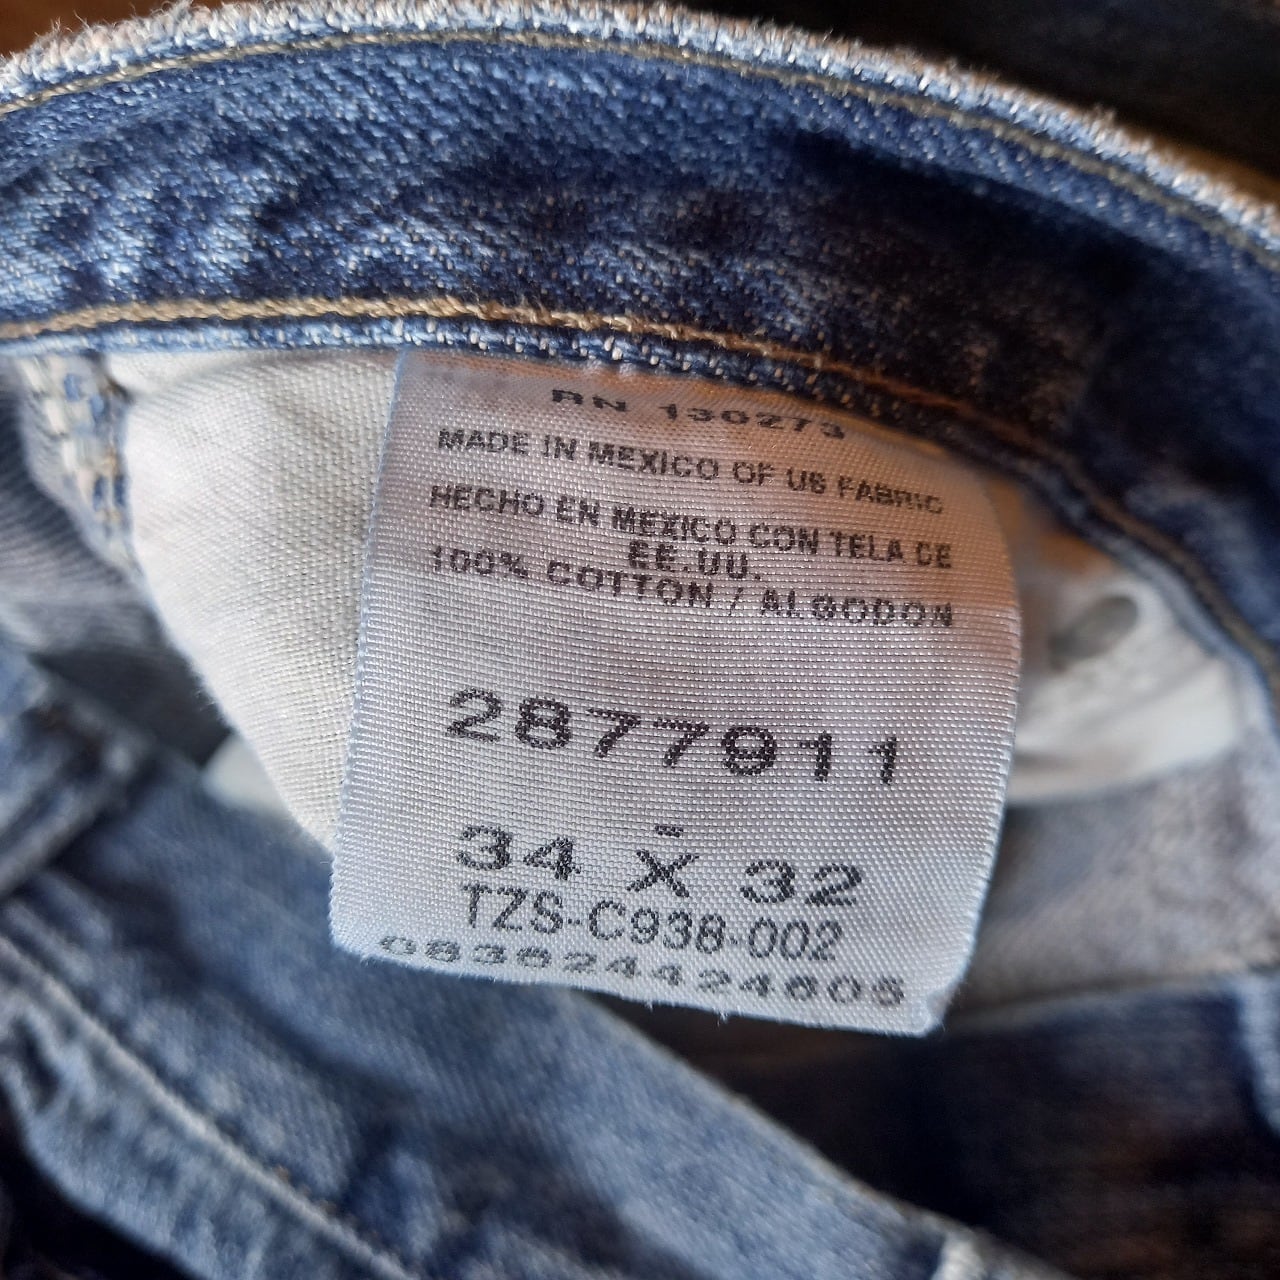 RN 130273
MADE IN MEXICO OF US FABRIC
HECHO EN MEXICO CON TELA DE
EE.UU.
100% COTTON / ALGODON
2877911
-
34 X 32
TZS-C938-002
083624424605